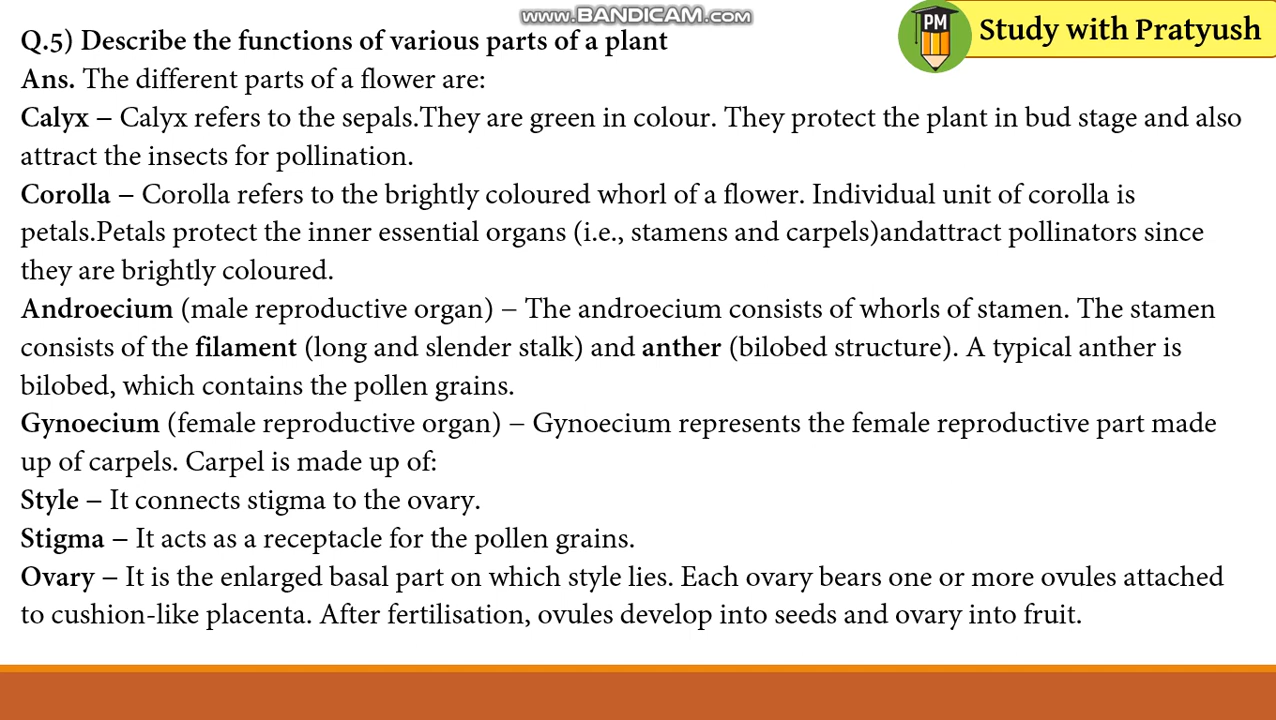 WWW.BANDICAM.COM
Q.5) Describe the functions of various parts of a plant
PM
Study with Pratyush
Ans. The different parts of a flower are:
Calyx – Calyx refers to the sepals.They are green in colour. They protect the plant in bud stage and also
attract the insects for pollination.
Corolla – Corolla refers to the brightly coloured whorl of a flower. Individual unit of corolla is
petals.Petals protect the inner essential organs (i.e., stamens and carpels)andattract pollinators since
they are brightly coloured.
Androecium (male reproductive organ) – The androecium consists of whorls of stamen. The stamen
consists of the filament (long and slender stalk) and anther (bilobed structure). A typical anther is
bilobed, which contains the pollen grains.
Gynoecium (female reproductive organ) – Gynoecium represents the female reproductive part made
up of carpels. Carpel is made up of:
Style – It connects stigma to the ovary.
Stigma – It acts as a receptacle for the pollen grains.
Ovary – It is the enlarged basal part on which style lies. Each ovary bears one or more ovules attached
to cushion-like placenta. After fertilisation, ovules develop into seeds and ovary into fruit.